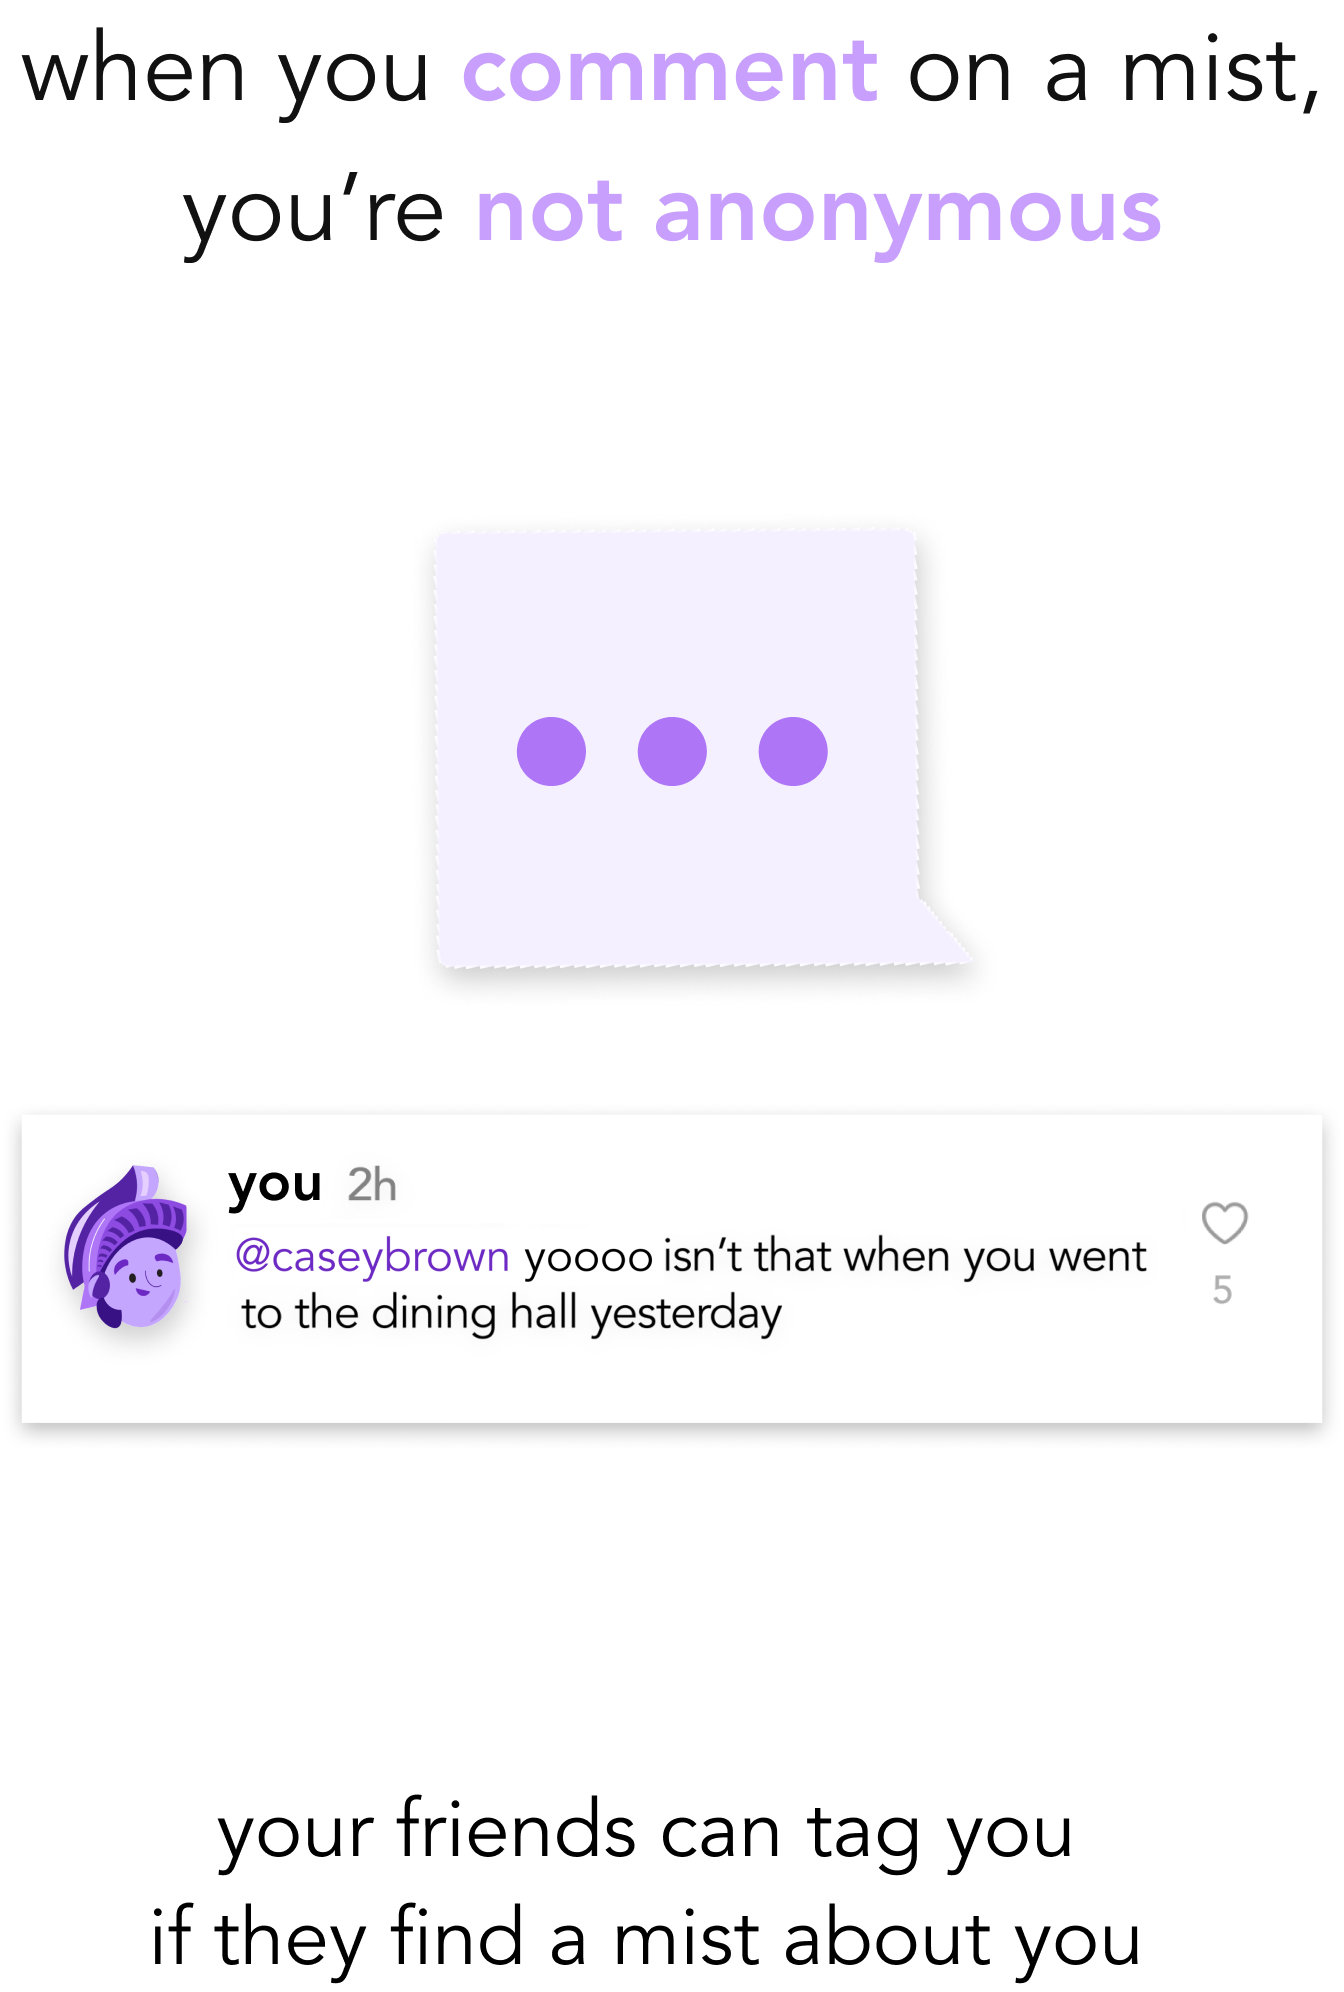 when you comment on a mist,
you’re not anonymous
you 2h
@caseybrown yoooo isn’t that when you went
to the dining hall yesterday
5
your friends can tag you
if they find a mist about you